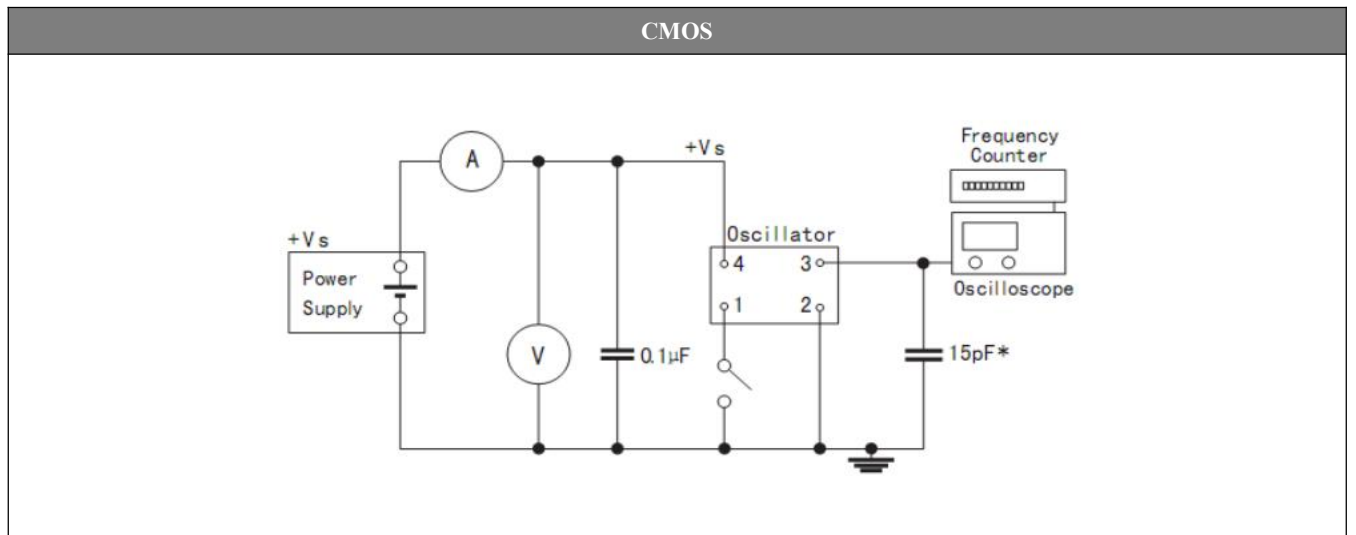 CMOS
Frequency
Counter
A
+Vs
+Vs
Oscillator
Power
Supply
4
3
Oscilloscope
1
2
V
0.1μF
15pF*